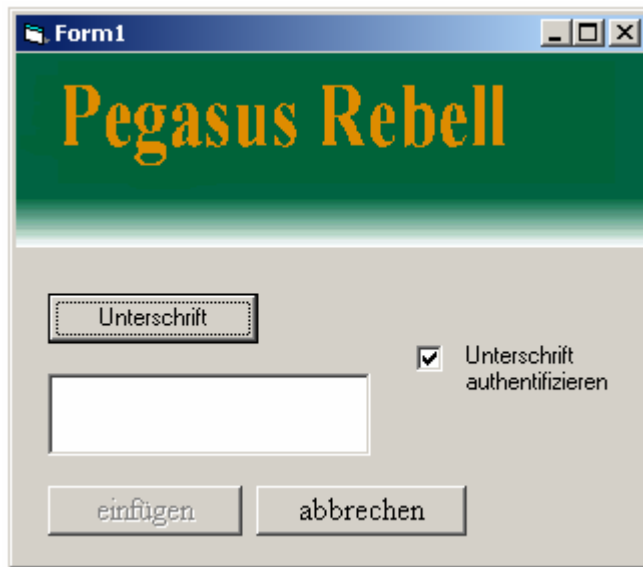 Form1
Pegasus Rebell
Unterschrift
Unterschrift
authentifizieren
einfügen
abbrechen